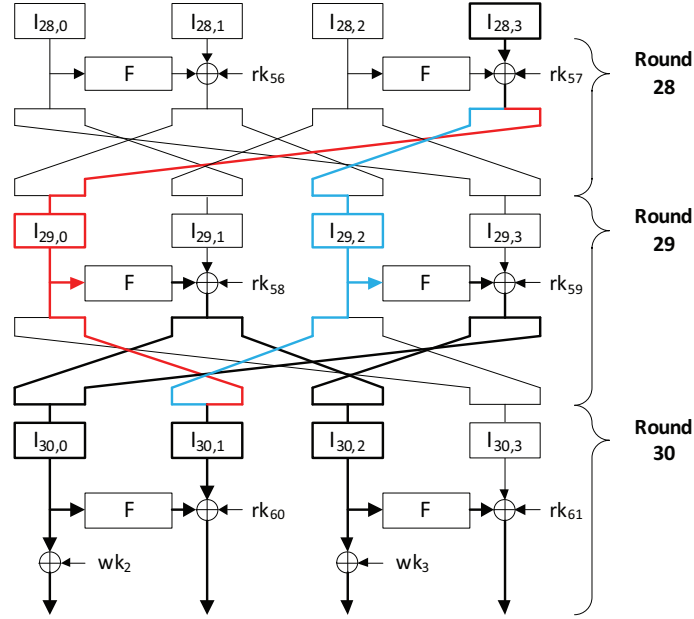 I28,0 I28,1 I28,2 I28,3
F rk56 F rk57
Round
28
I29,0 I29,1 I29,2 I29,3
F rk58 F rk59
Round
29
I30,0 I30,1 I30,2 I30,3
F rk60 F rk61
Round
30
wk2 wk3